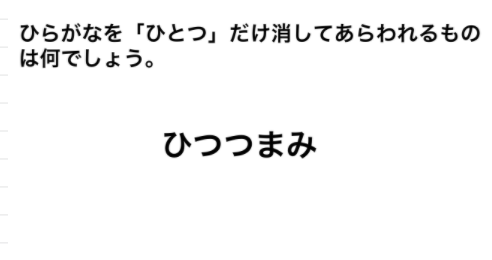 ひらがなを「ひとつ」だけ消してあらわれるもの
は何でしょう。
ひつつまみ